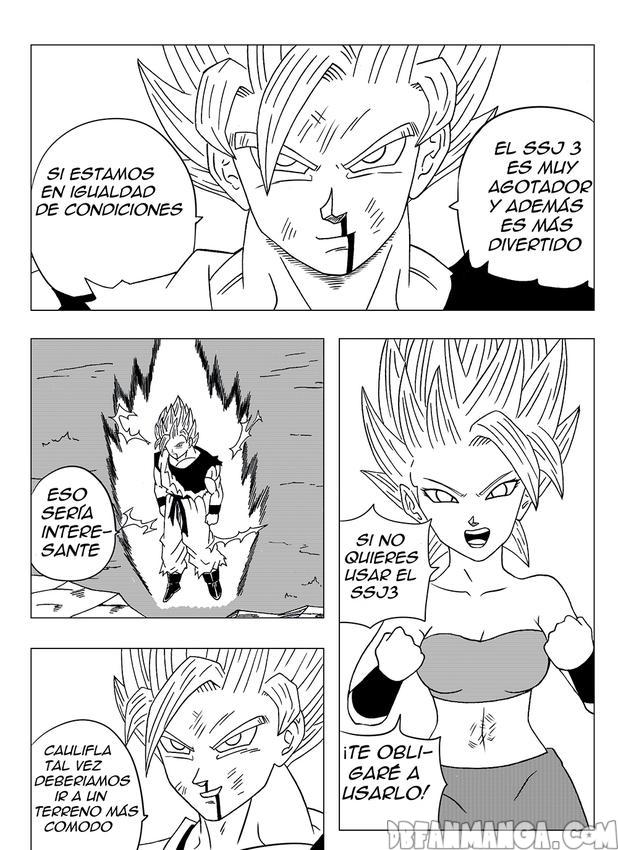 SI ESTAMOS
EN IGUALDAD
DE CONDICIONES
EL SSJ 3
ES MUY
AGOTADOR
Y ADEMÁS
ES MÁS
DIVERTIDO
ESO
SERÍA
INTERE-
SANTE
SI NO
QUIERES
USAR EL
SSJ3
¡TE OBLI-
GARÉ A
USARLO!
CAULIFLA
TAL VEZ
DEBERIAMOS
IR A UN
TERRENO MÁS
COMODO
DBFANMANGA.COM